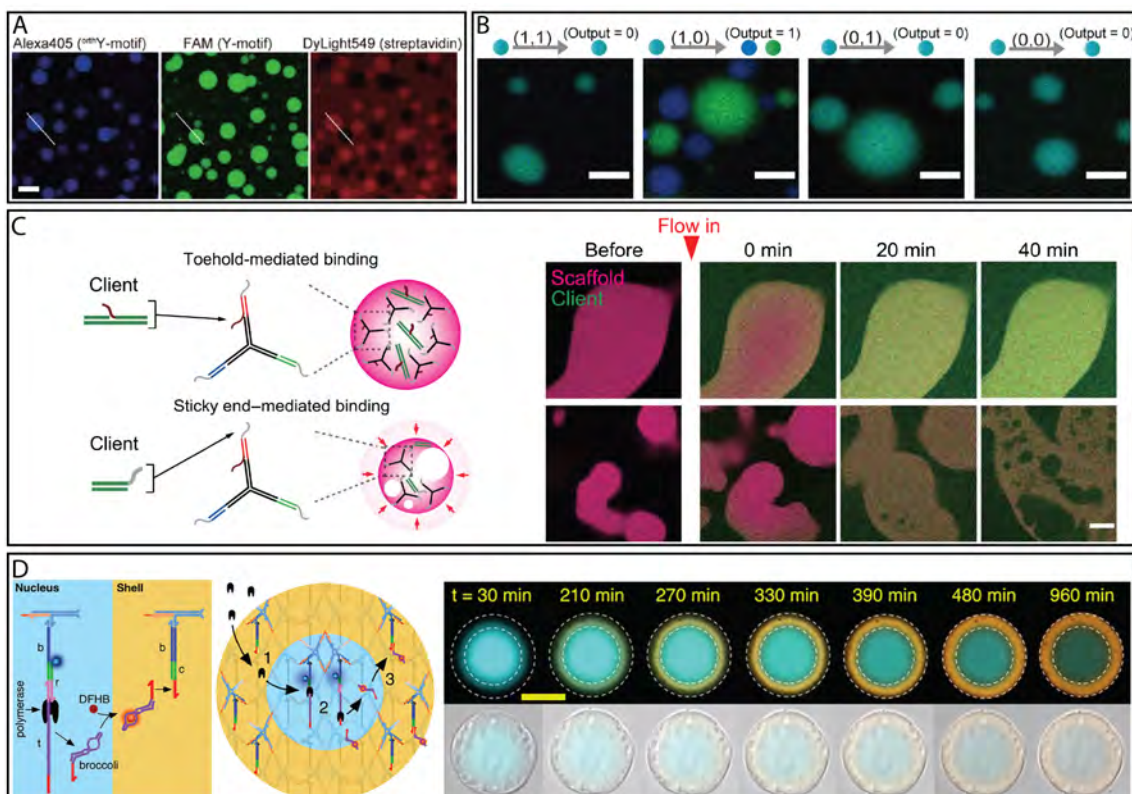 A
Alexa405 (orthY-motif) FAM (Y-motif) DyLight549 (streptavidin)
B
(1,1) (Output = 0) (1,0) (Output = 1) (0,1) (Output = 0) (0,0) (Output = 0)
C
Flow in
Before 0 min 20 min 40 min
Toehold-mediated binding
Client
Scaffold
Client
Sticky end–mediated binding
Client
D
Nucleus Shell
b
r
polymerase
t
DFHB
broccoli
b
c
1
2
3
t = 30 min 210 min 270 min 330 min 390 min 480 min 960 min